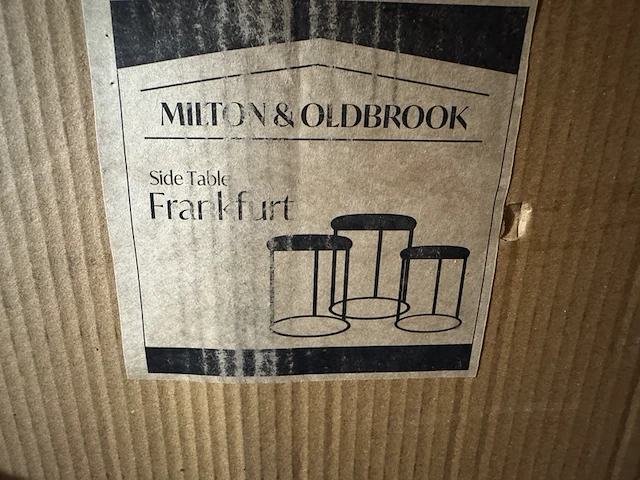 MILTON & OLDBROOK
Side Table
Frankfurt